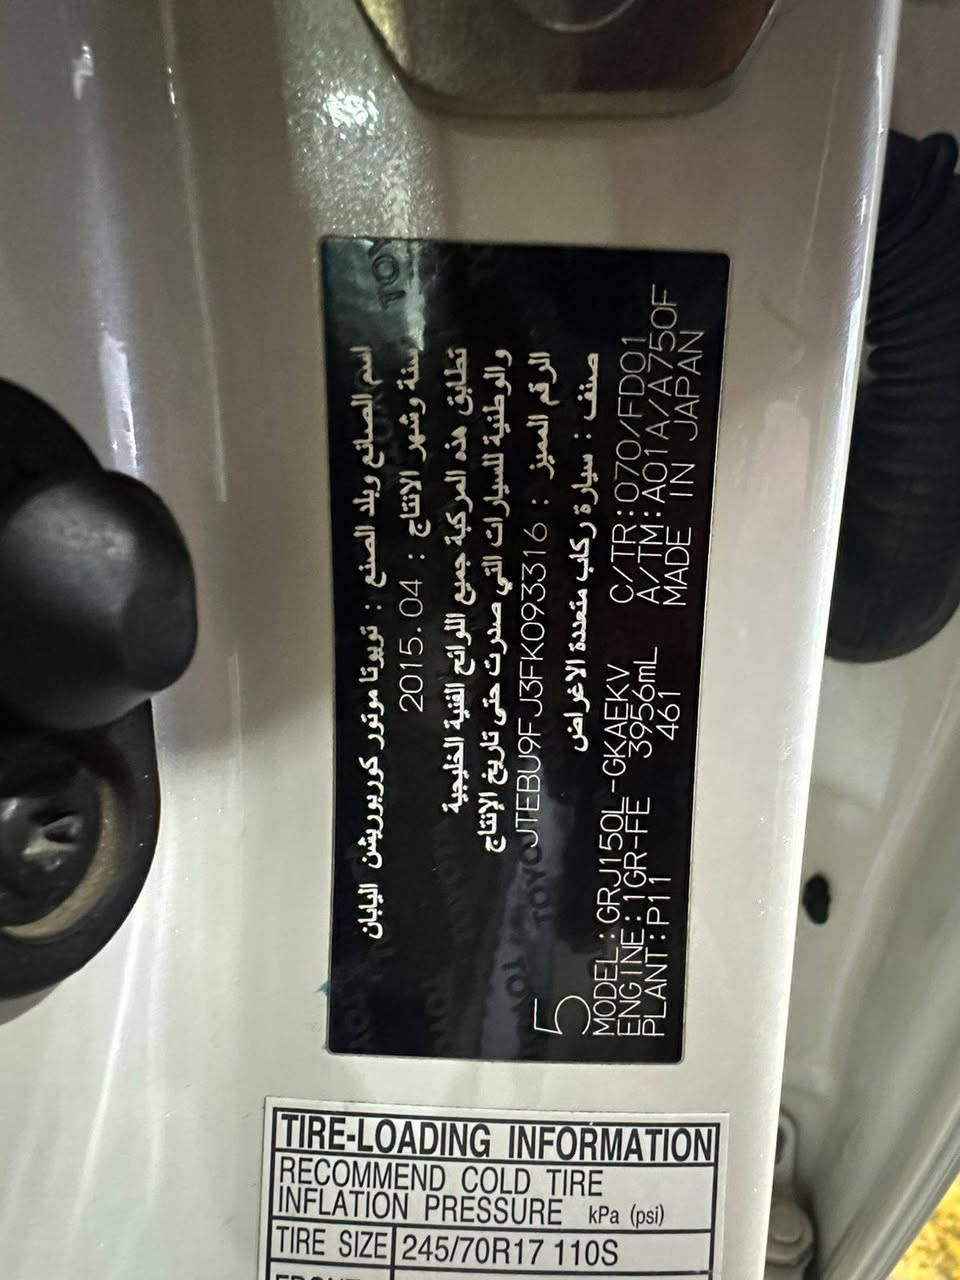 اسم الصانع وبلد الصنع : تويوتا موتور كوربوريشن اليابان
سنة وشهر الانتاج : 2015.04
تطابق هذه المركبة جميع اللوائح الفنية الخليجية
والوطنية للسيارات التي صدرت حتى تاريخ الإنتاج
الرقم المميز : JTEBU9FJ3FK093316
صنف : سيارة ركاب متعددة الاغراض
5
MODEL:GRJ150L-GKAEKV C/TR:070/FD01
ENGINE:1GR-FE 3956mL A/TM:A01A/A750F
PLANT:P11 461 MADE IN JAPAN
TIRE-LOADING INFORMATION
RECOMMEND COLD TIRE
INFLATION PRESSURE kPa (psi)
TIRE SIZE 245/70R17 110S